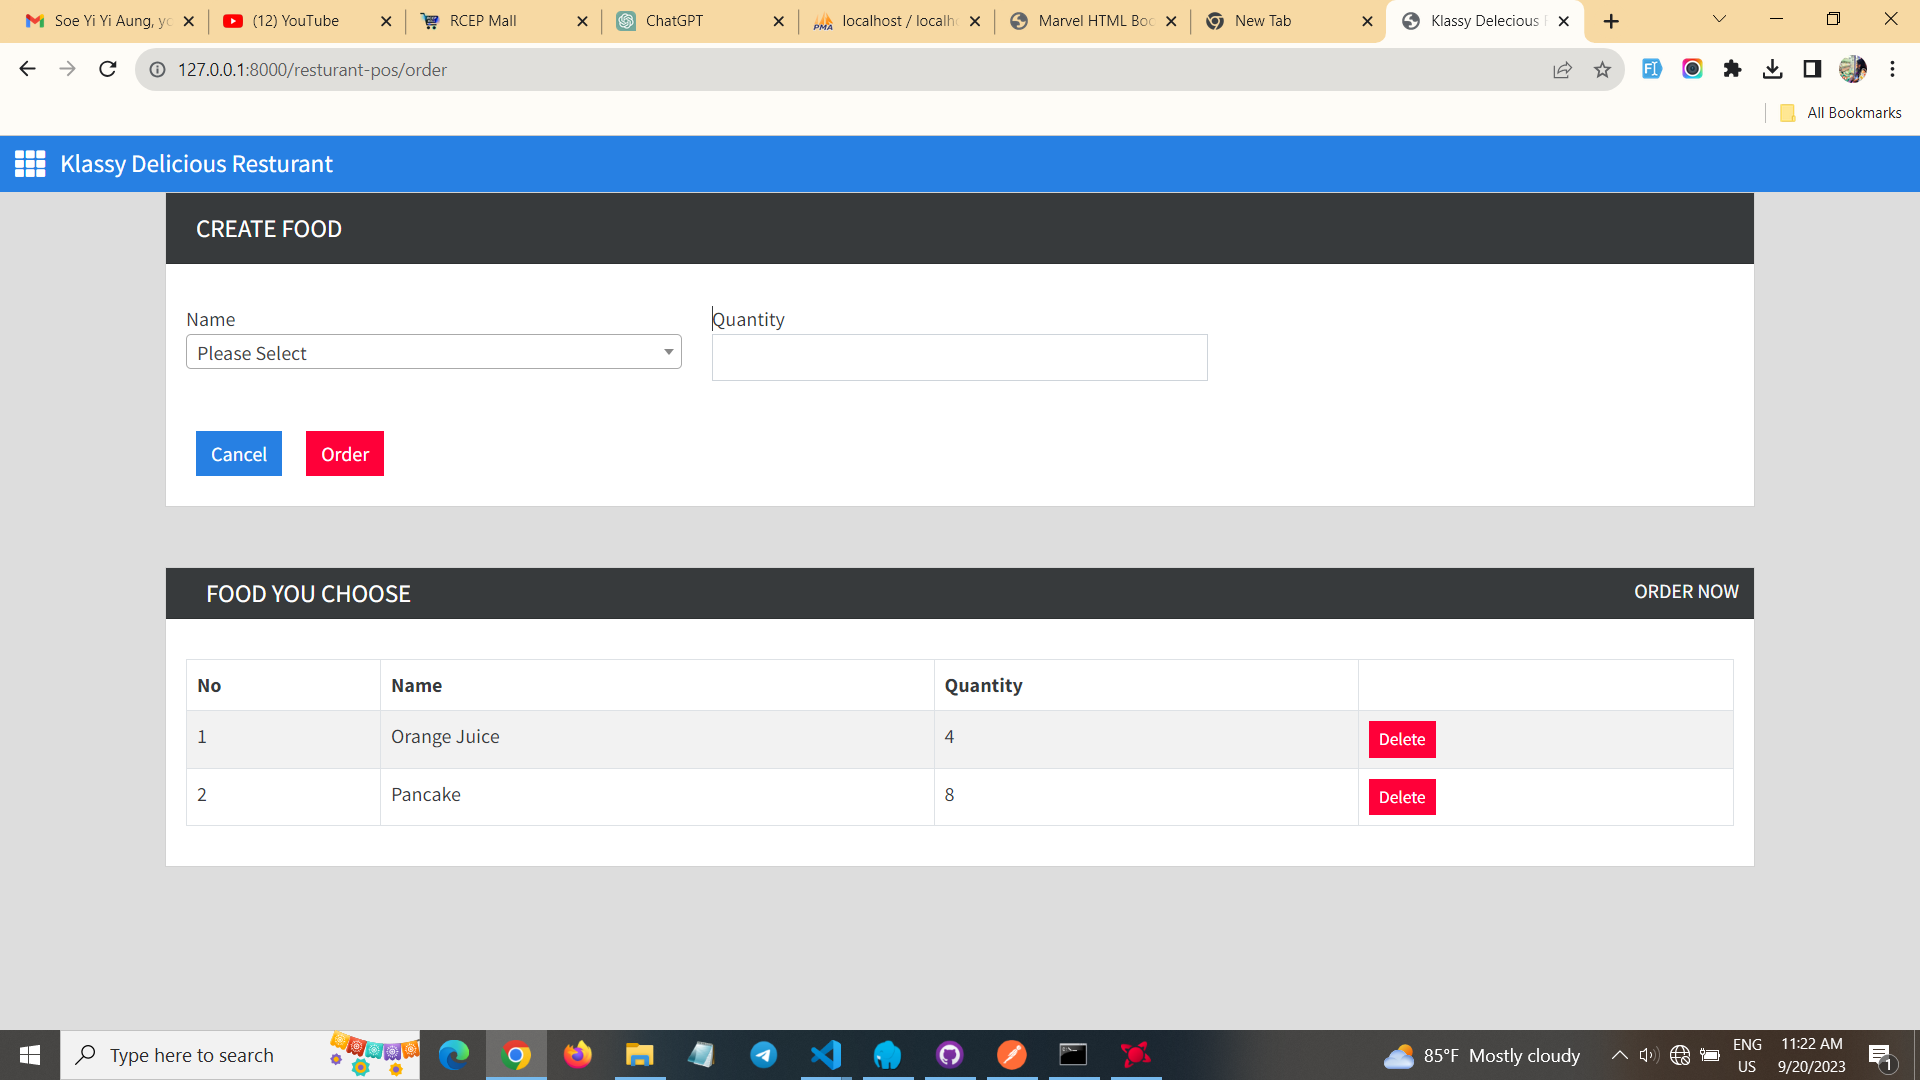 Soe Yi Yi Aung, yo
(12) YouTube
RCEP Mall
ChatGPT
localhost / localho
Marvel HTML Boo
New Tab
Klassy Delecious
127.0.0.1:8000/resturant-pos/order
All Bookmarks
Klassy Delicious Resturant
CREATE FOOD
Name
Quantity
Please Select
Cancel
Order
FOOD YOU CHOOSE
ORDER NOW
No Name Quantity
1 Orange Juice 4 Delete
2 Pancake 8 Delete
Type here to search
85°F Mostly cloudy
ENG
US
11:22 AM
9/20/2023
1